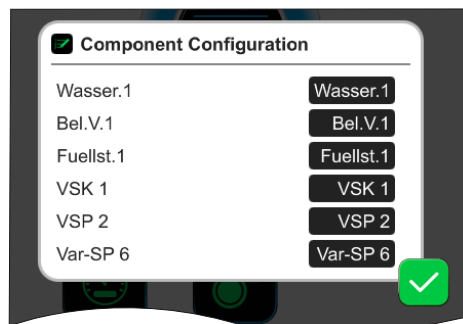 Component Configuration
Wasser.1 Wasser.1
Bel.V.1 Bel.V.1
Fuellst.1 Fuellst.1
VSK 1 VSK 1
VSP 2 VSP 2
Var-SP 6 Var-SP 6